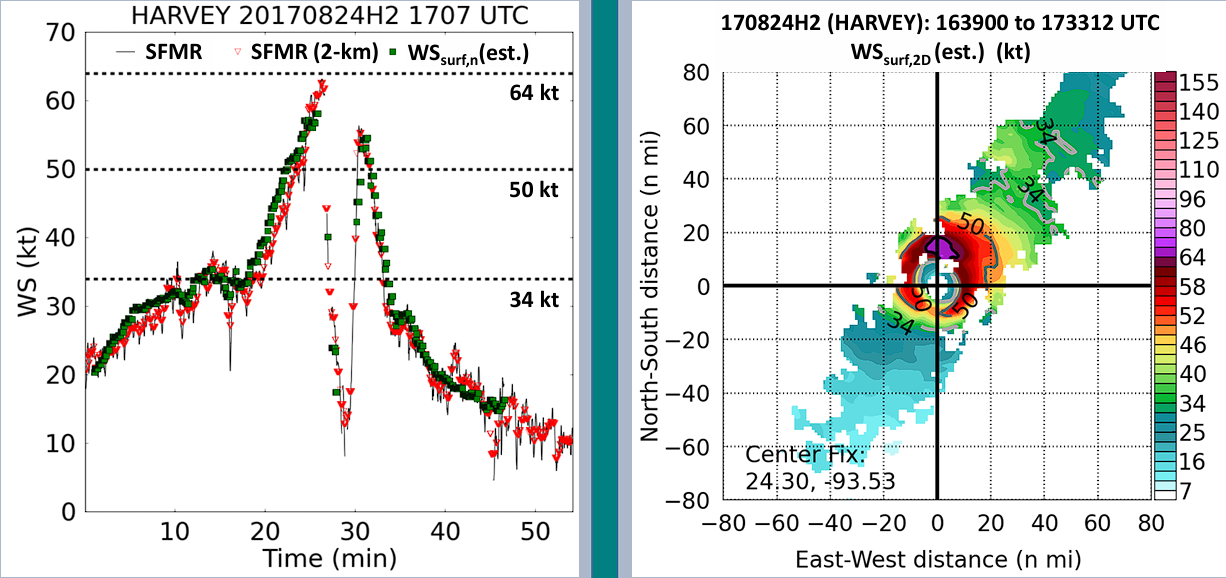 HARVEY 20170824H2 1707 UTC
SFMR
SFMR (2-km)
WSsurf,n(est.)
64 kt
50 kt
34 kt
WS (kt)
70
60
50
40
30
20
10
0
10
20
30
40
50
Time (min)
170824H2 (HARVEY): 163900 to 173312 UTC
WSsurf,2D (est.) (kt)
North-South distance (n mi)
80
60
40
20
0
−20
−40
−60
−80
34
34
50
50
50
34
Center Fix:
24.30, -93.53
−80 −60 −40 −20 0 20 40 60 80
East-West distance (n mi)
155
140
125
110
96
80
64
58
52
46
40
34
25
16
7